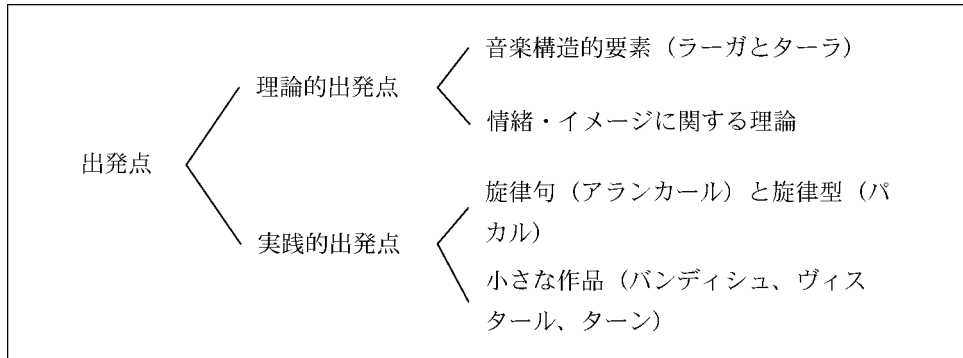 音楽構造的要素（ラーガとターラ）
理論的出発点
情緒・イメージに関する理論
出発点
旋律句（アランカール）と旋律型（パ
カル）
実践的出発点
小さな作品（バンディシュ、ヴィス
タール、ターン）